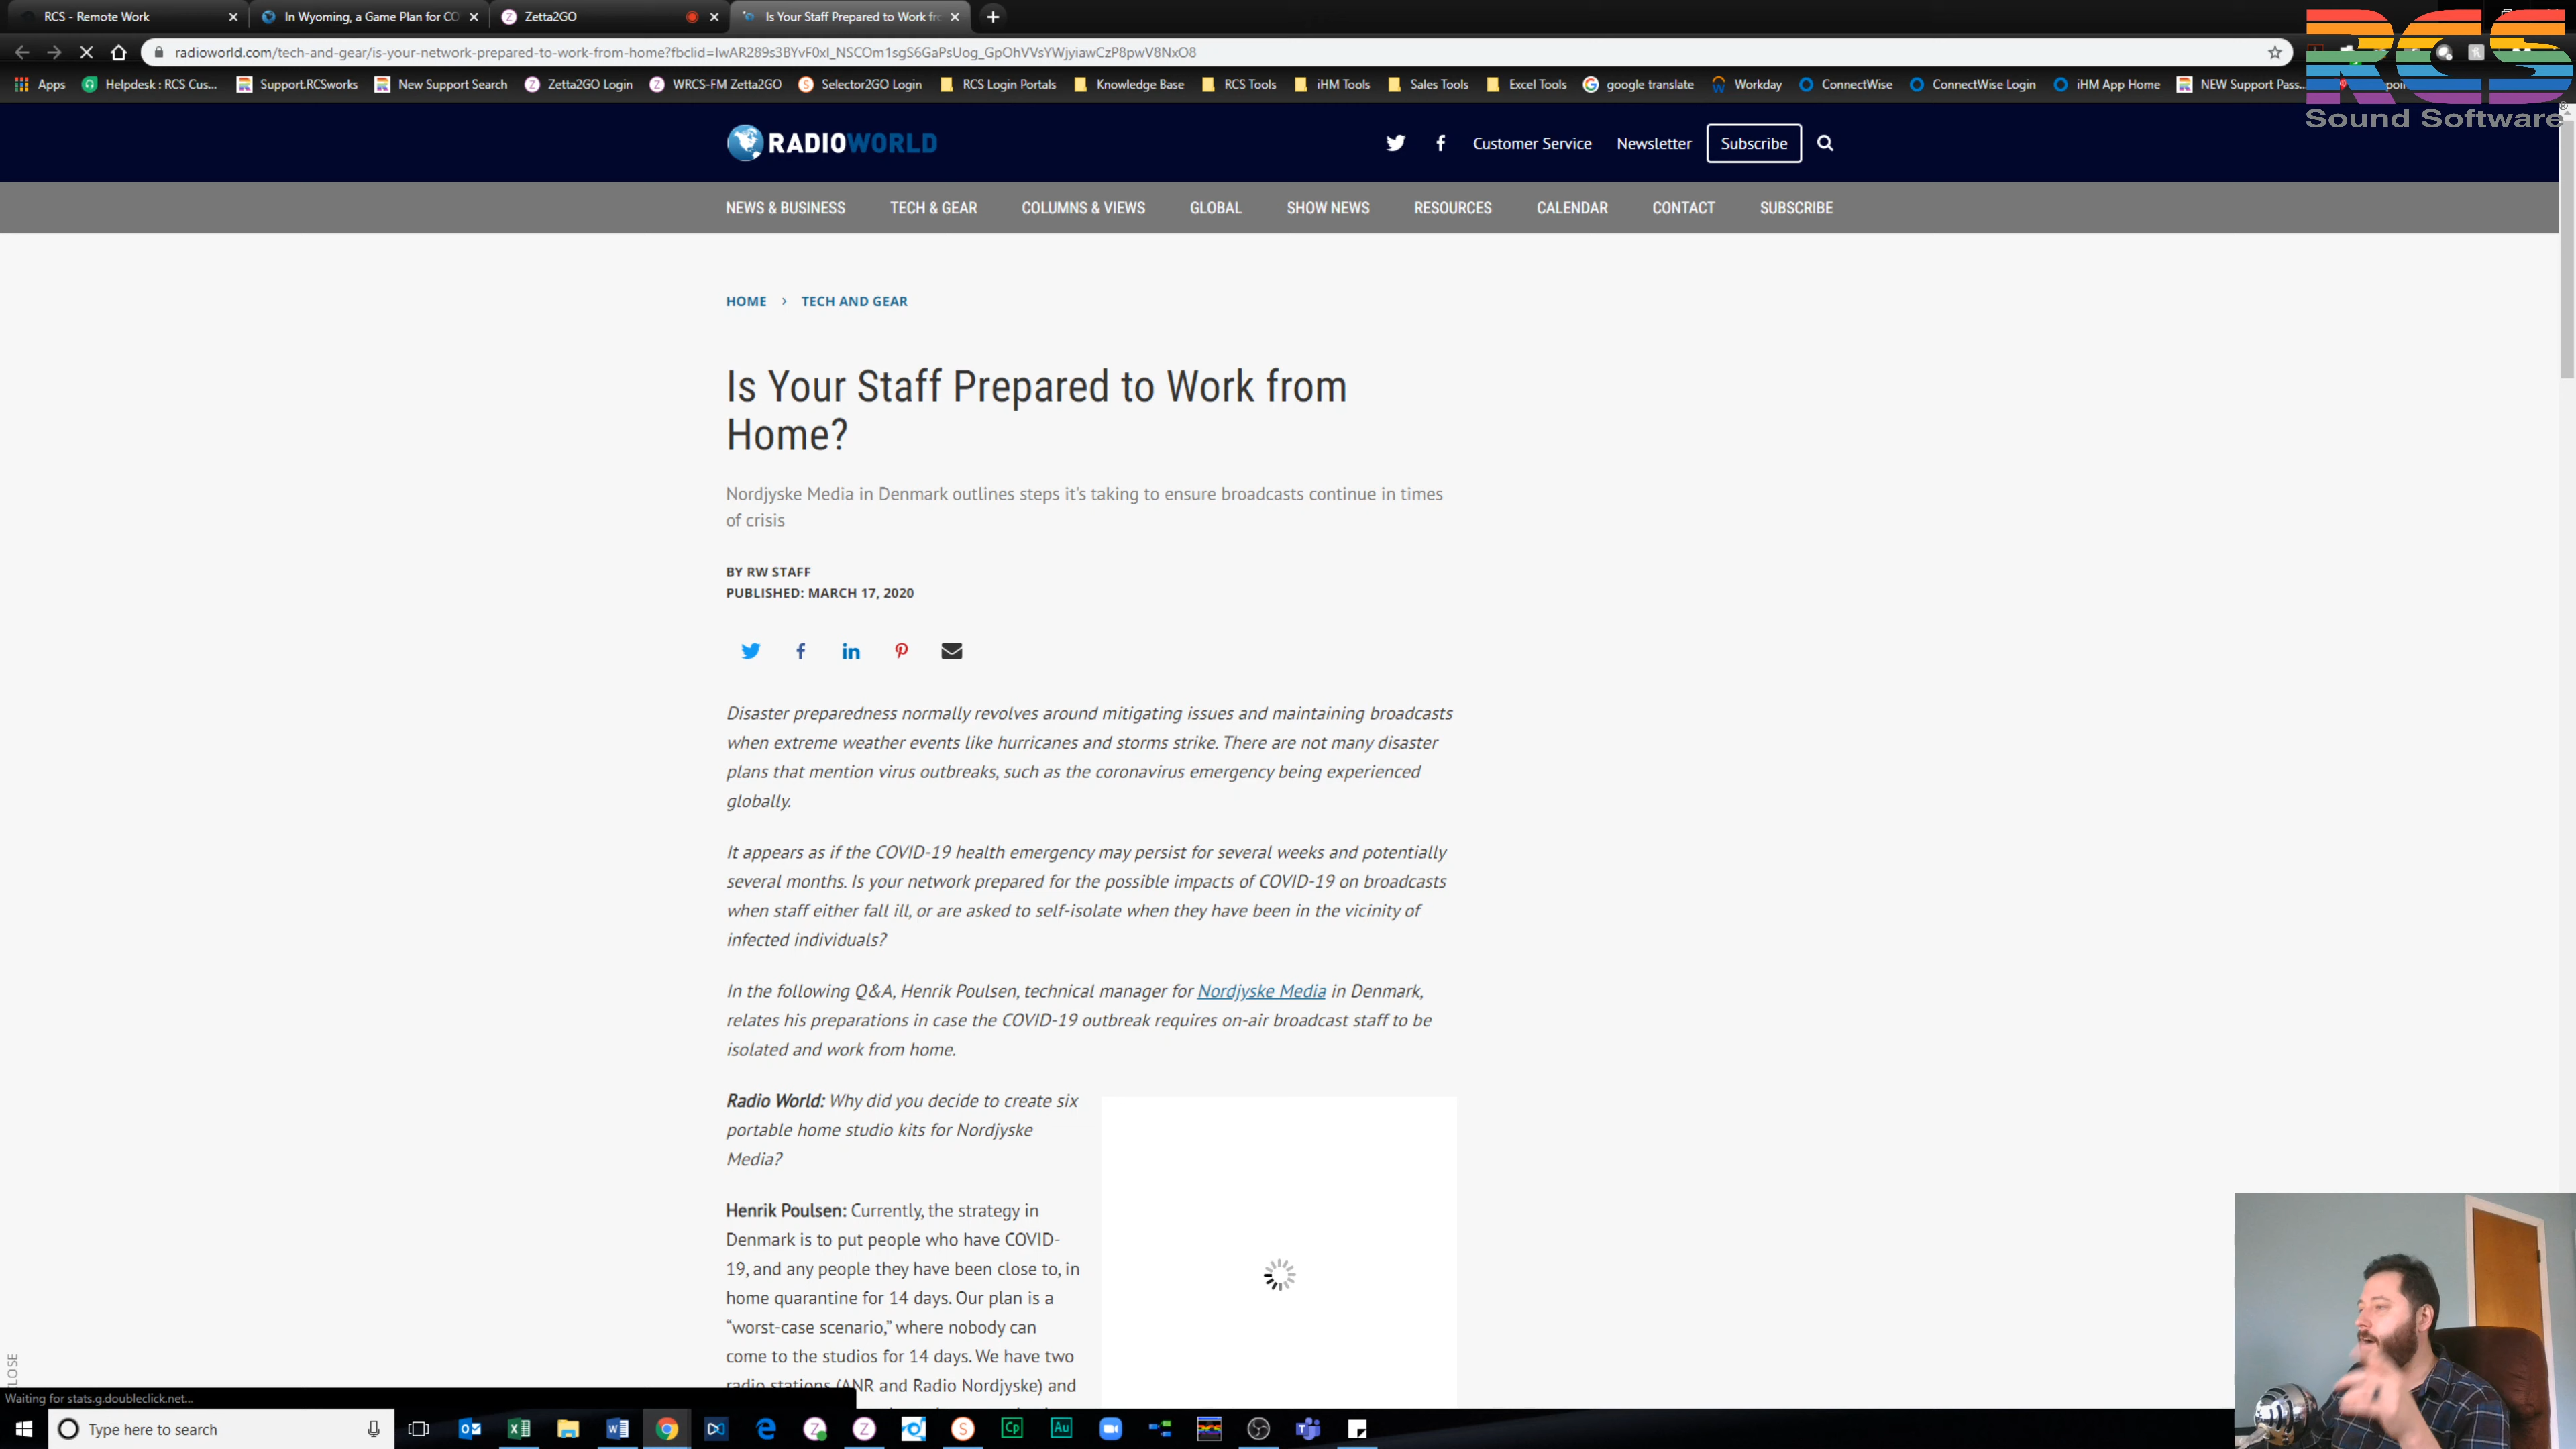 RCS - Remote Work
In Wyoming, a Game Plan for CO
Zetta2GO
Is Your Staff Prepared to Work fr
radioworld.com/tech-and-gear/is-your-network-prepared-to-work-from-home?fbclid=IwAR289s3BYvF0xI_NSCOm1sgS6GaPsUog_GpOhVVsYWjyiawCzP8pwV8NxO8
Apps
Helpdesk : RCS Cus...
Support.RCSworks
New Support Search
Zetta2GO Login
WRCS-FM Zetta2GO
Selector2GO Login
RCS Login Portals
Knowledge Base
RCS Tools
iHM Tools
Sales Tools
Excel Tools
google translate
Workday
ConnectWise
ConnectWise Login
iHM App Home
NEW Support Pass...
RCS
Sound Software
RADIOWORLD
Customer Service
Newsletter
Subscribe
NEWS & BUSINESS
TECH & GEAR
COLUMNS & VIEWS
GLOBAL
SHOW NEWS
RESOURCES
CALENDAR
CONTACT
SUBSCRIBE
HOME > TECH AND GEAR
Is Your Staff Prepared to Work from
Home?
Nordjyske Media in Denmark outlines steps it's taking to ensure broadcasts continue in times
of crisis
BY RW STAFF
PUBLISHED: MARCH 17, 2020
Disaster preparedness normally revolves around mitigating issues and maintaining broadcasts
when extreme weather events like hurricanes and storms strike. There are not many disaster
plans that mention virus outbreaks, such as the coronavirus emergency being experienced
globally.
It appears as if the COVID-19 health emergency may persist for several weeks and potentially
several months. Is your network prepared for the possible impacts of COVID-19 on broadcasts
when staff either fall ill, or are asked to self-isolate when they have been in the vicinity of
infected individuals?
In the following Q&A, Henrik Poulsen, technical manager for Nordjyske Media in Denmark,
relates his preparations in case the COVID-19 outbreak requires on-air broadcast staff to be
isolated and work from home.
Radio World: Why did you decide to create six
portable home studio kits for Nordjyske
Media?
Henrik Poulsen: Currently, the strategy in
Denmark is to put people who have COVID-
19, and any people they have been close to, in
home quarantine for 14 days. Our plan is a
“worst-case scenario,” where nobody can
come to the studios for 14 days. We have two
radio stations (ANR and Radio Nordjyske) and
Waiting for stats.g.doubleclick.net...
Type here to search